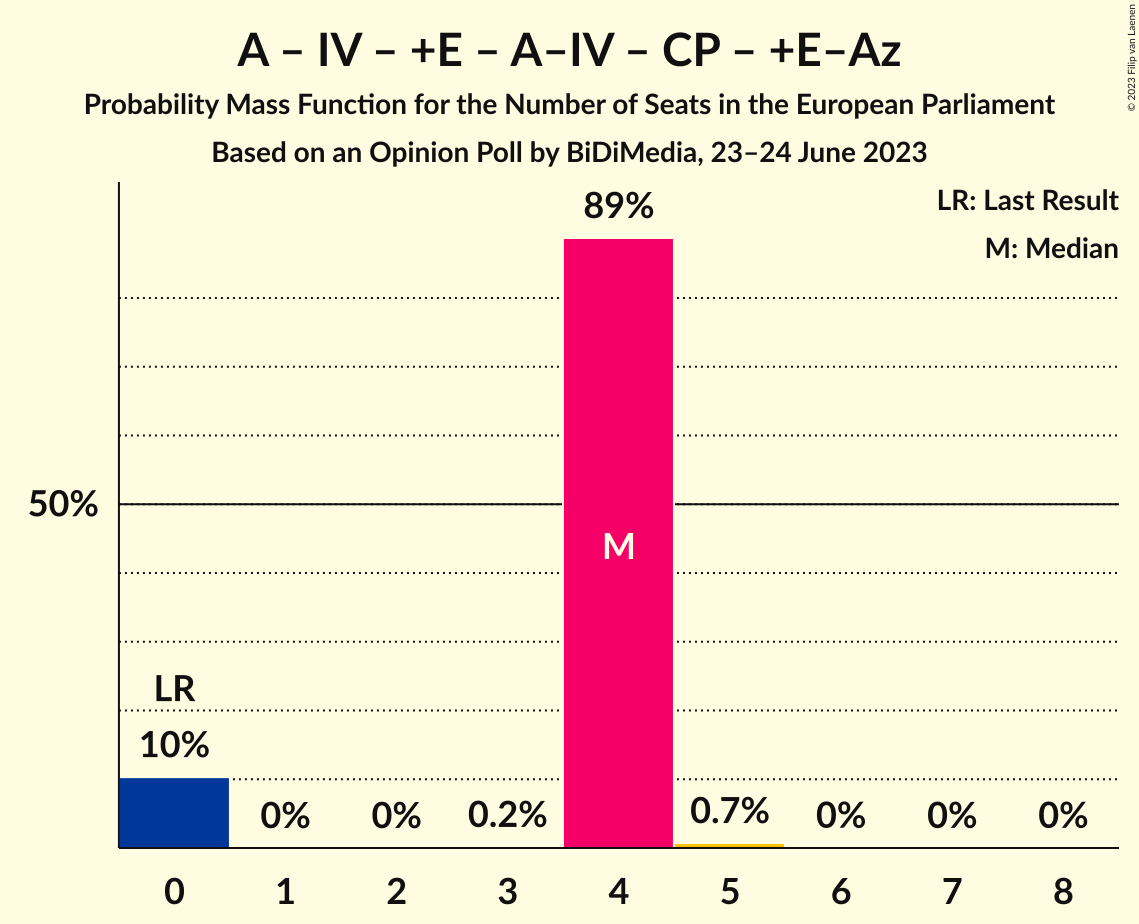 A – IV – +E – A–IV – CP – +E–Az
Probability Mass Function for the Number of Seats in the European Parliament
Based on an Opinion Poll by BiDiMedia, 23–24 June 2023
© 2023 Filip van Laenen
LR: Last Result
M: Median
89%
50%
M
LR
10%
0%
0%
0.2%
0.7%
0%
0%
0%
0 1 2 3 4 5 6 7 8